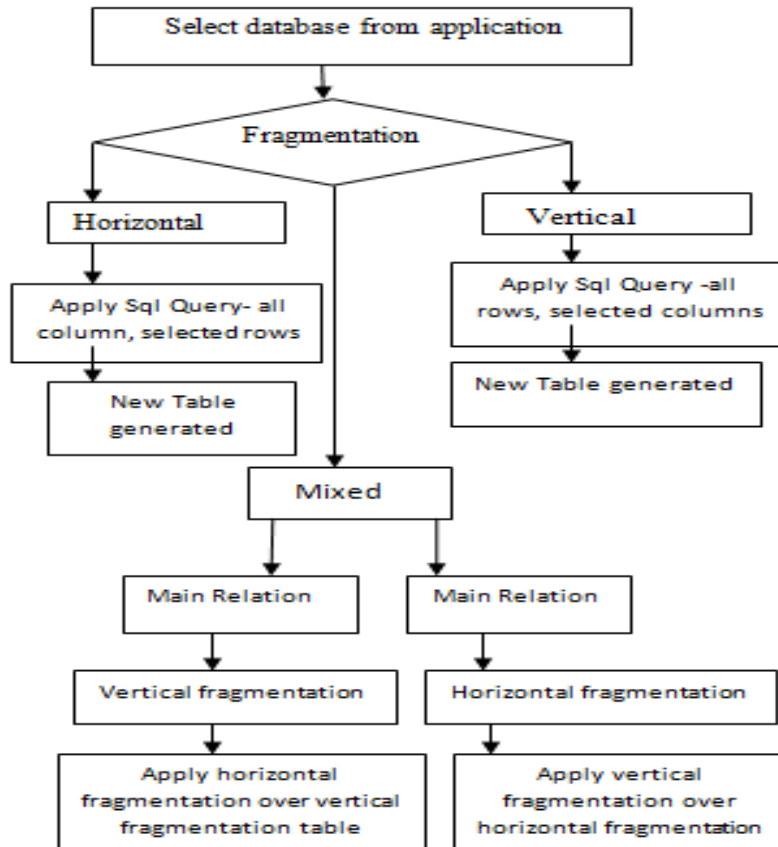 Select database from application
Fragmentation
Horizontal
Vertical
Apply Sql Query- all
column, selected rows
Apply Sql Query -all
rows, selected columns
New Table
generated
New Table generated
Mixed
Main Relation
Main Relation
Vertical fragmentation
Horizontal fragmentation
Apply horizontal
fragmentation over vertical
fragmentation table
Apply vertical
fragmentation over
horizontal fragmentation